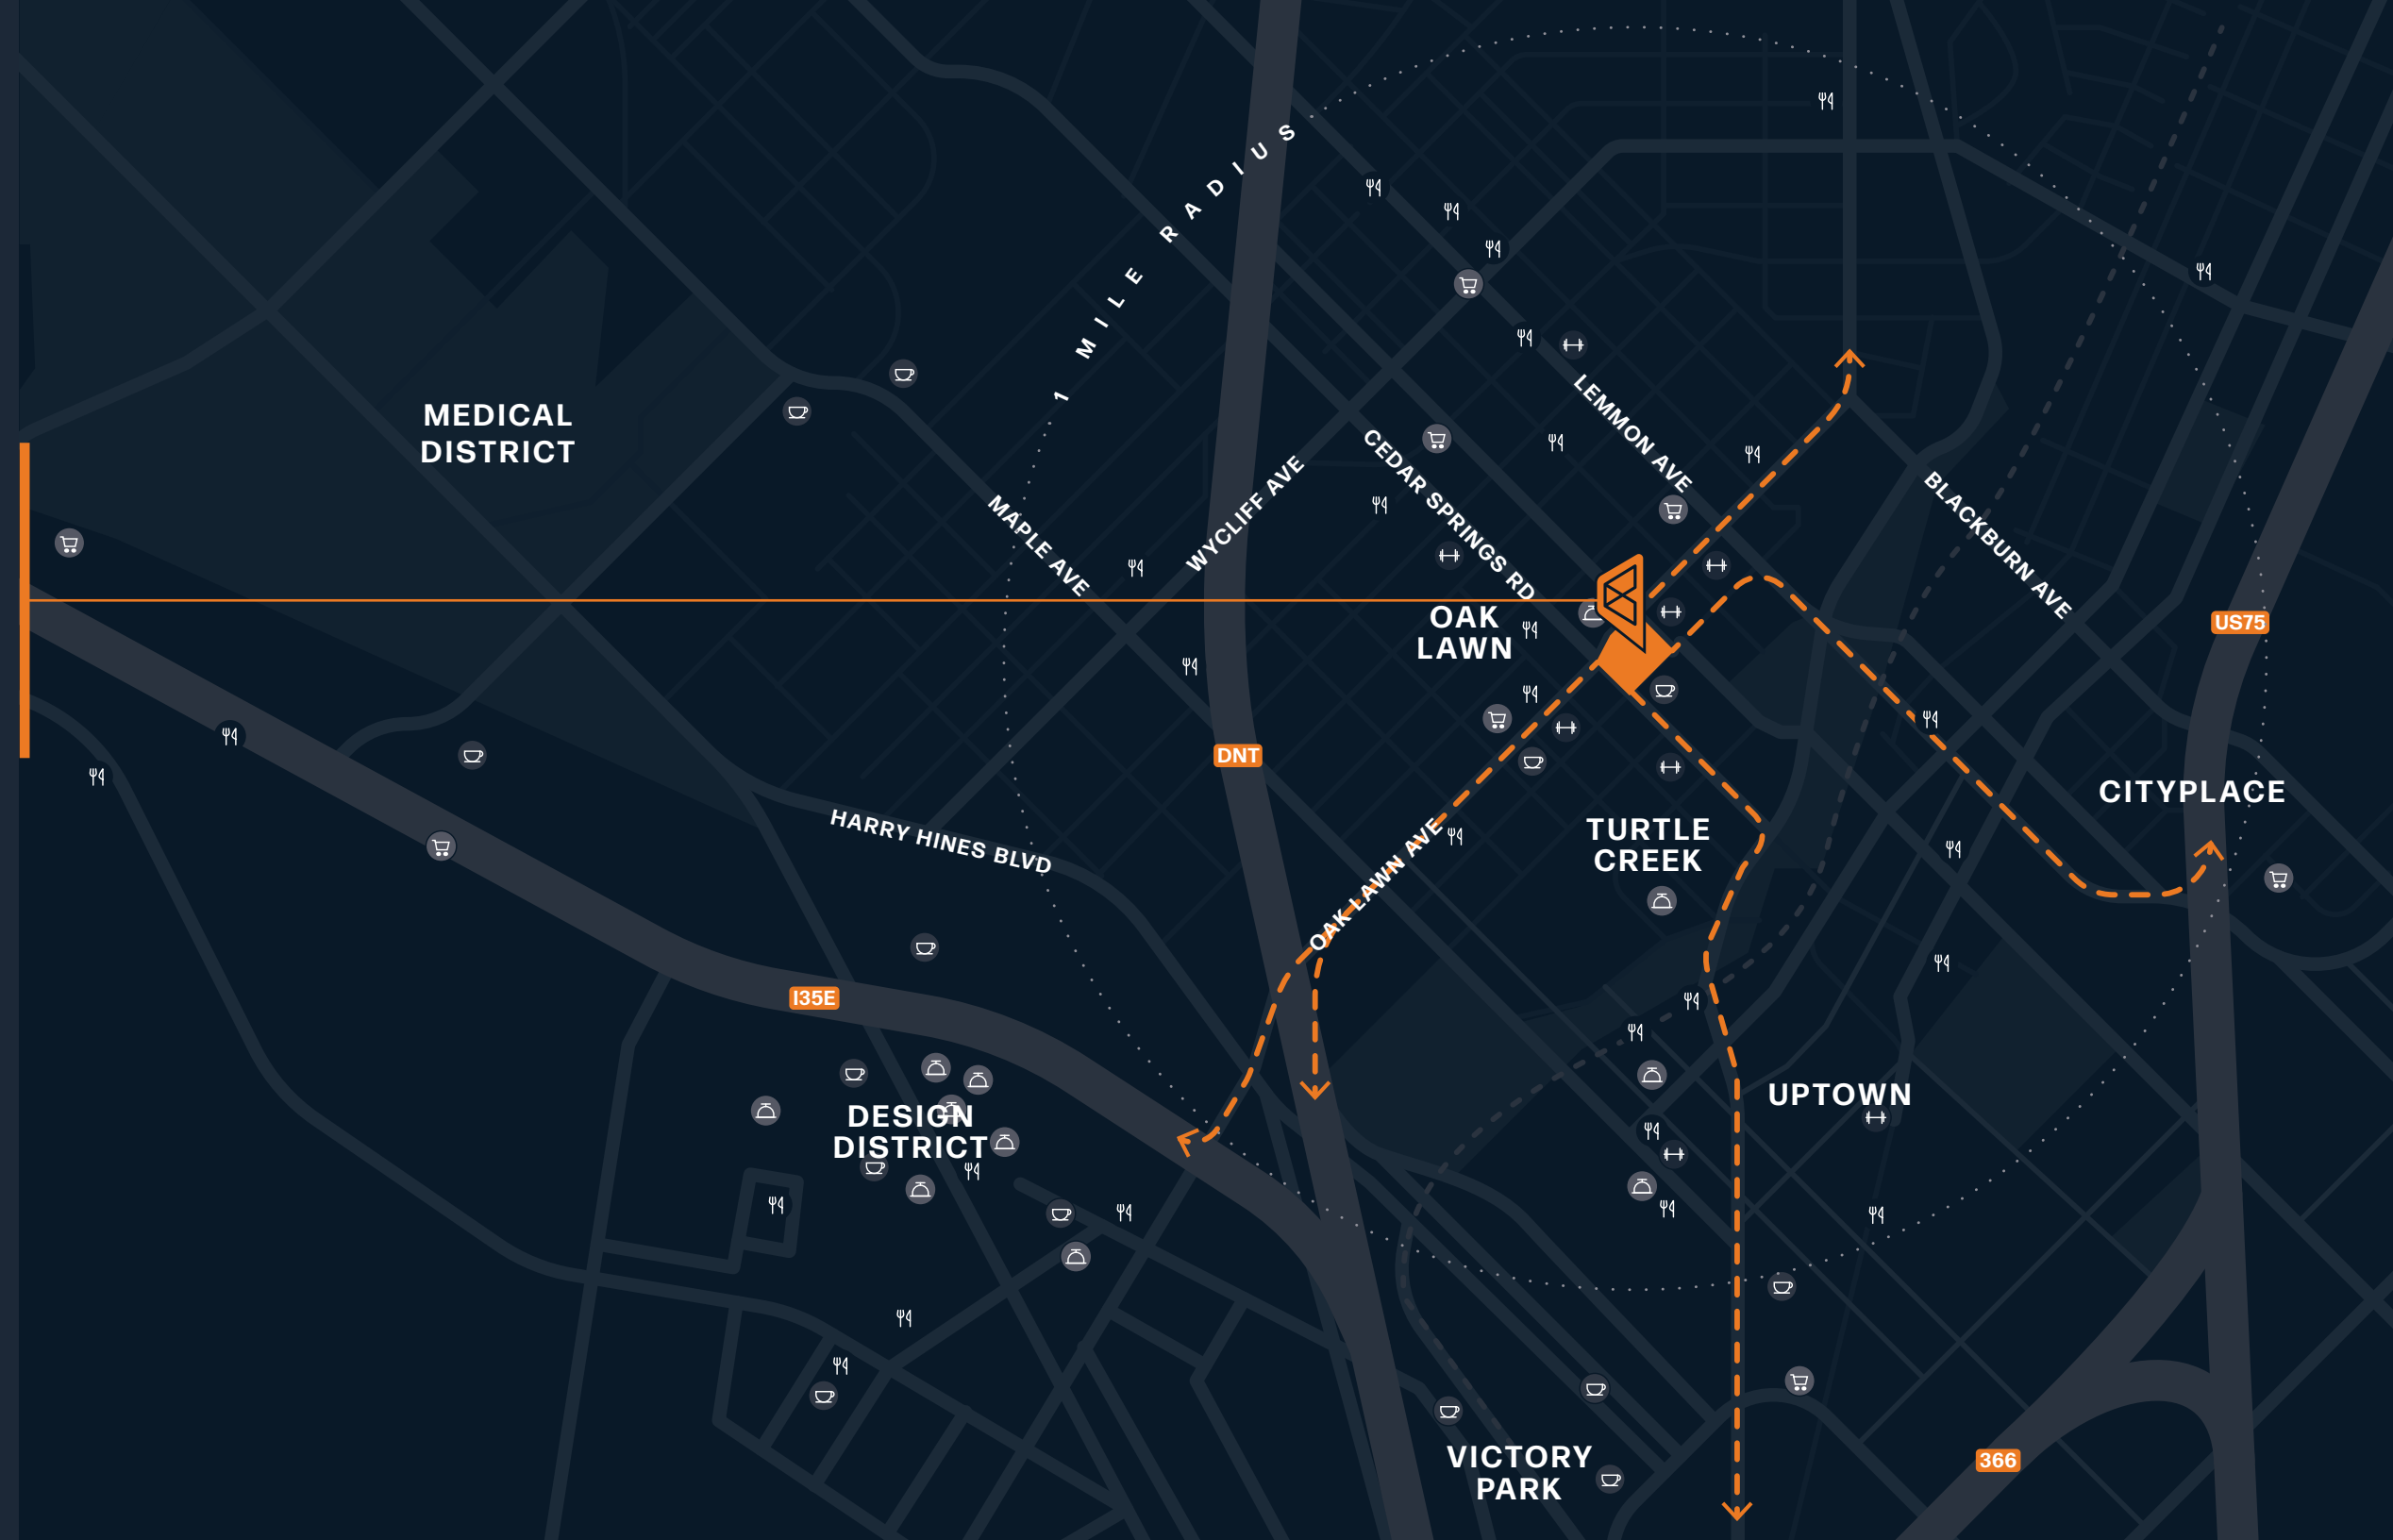 1 MILE RADIUS
MEDICAL
DISTRICT
LEMMON AVE
CEDAR SPRINGS RD
WYCLIFF AVE
MAPLE AVE
BLACKBURN AVE
OAK
LAWN
US75
DNT
CITYPLACE
HARRY HINES BLVD
TURTLE
CREEK
OAK LAWN AVE
I35E
UPTOWN
DESIGN
DISTRICT
VICTORY
PARK
366